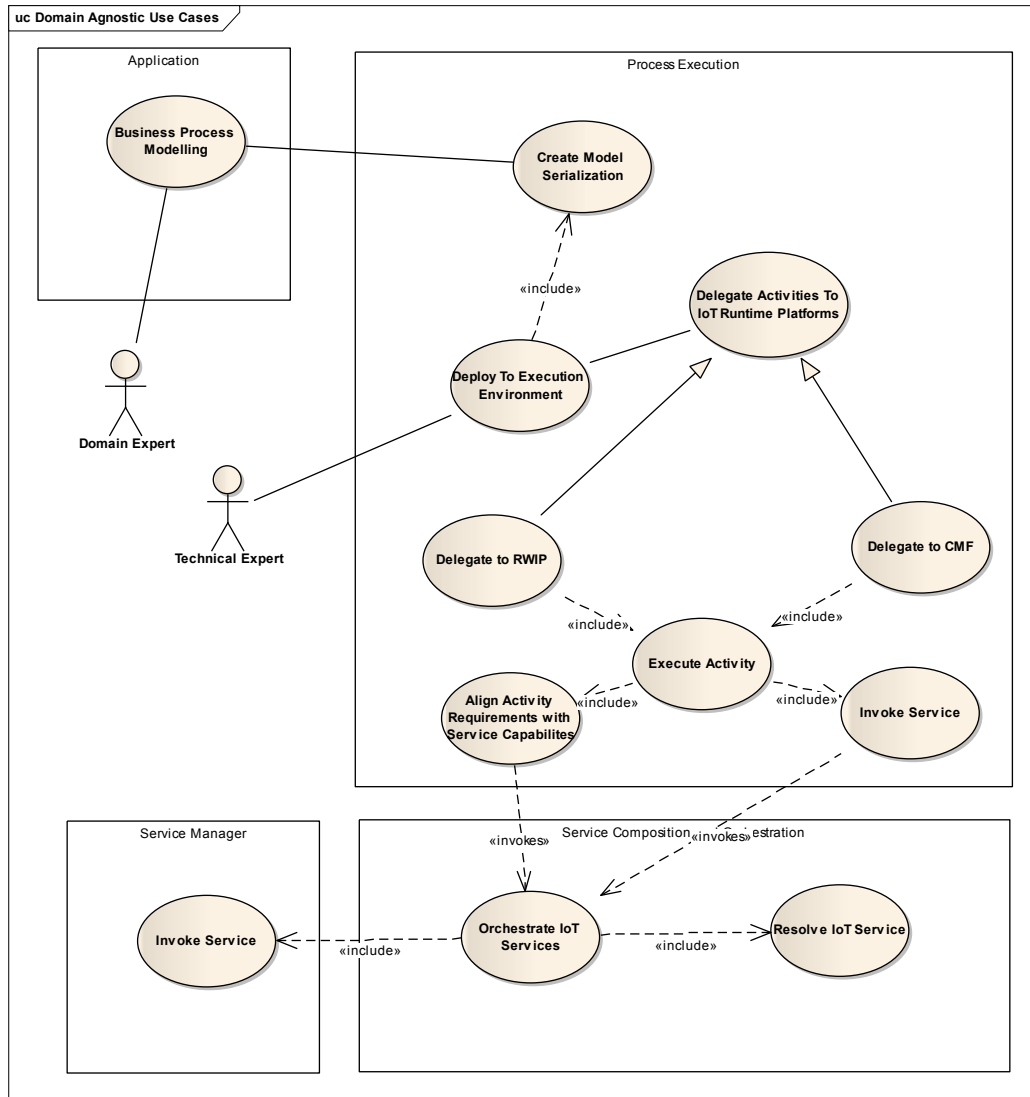 uc Domain Agnostic Use Cases
Application
Process Execution
Business Process
Modelling
Create Model
Serialization
«include»
Delegate Activities To
IoT Runtime Platforms
Deploy To Execution
Environment
Domain Expert
Technical Expert
Delegate to RWIP
Delegate to CMF
«include»
«include»
Execute Activity
Align Activity
Requirements with
Service Capabilites
«include»
«include»
Invoke Service
Service Manager
Service Composition
«invokes»
«invokes»
Invoke Service
«include»
Orchestrate IoT
Services
«include»
Resolve IoT Service